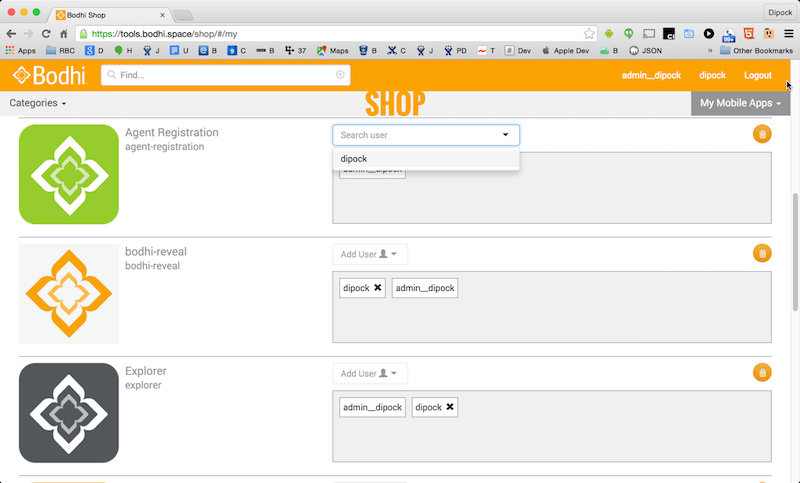 Bodhi Shop
Dipock
https://tools.bodhi.space/shop/#/my
Apps RBC G U D B C B 37 Maps B C J J PD T # Dev Apple Dev C JSON » Other Bookmarks
Bodhi Find... admin__dipock dipock Logout
Categories SHOP My Mobile Apps
Agent Registration
agent-registration
Search user
dipock
admin__dipock
bodhi-reveal
bodhi-reveal
Add User
dipock admin__dipock
Explorer
explorer
Add User
admin__dipock dipock